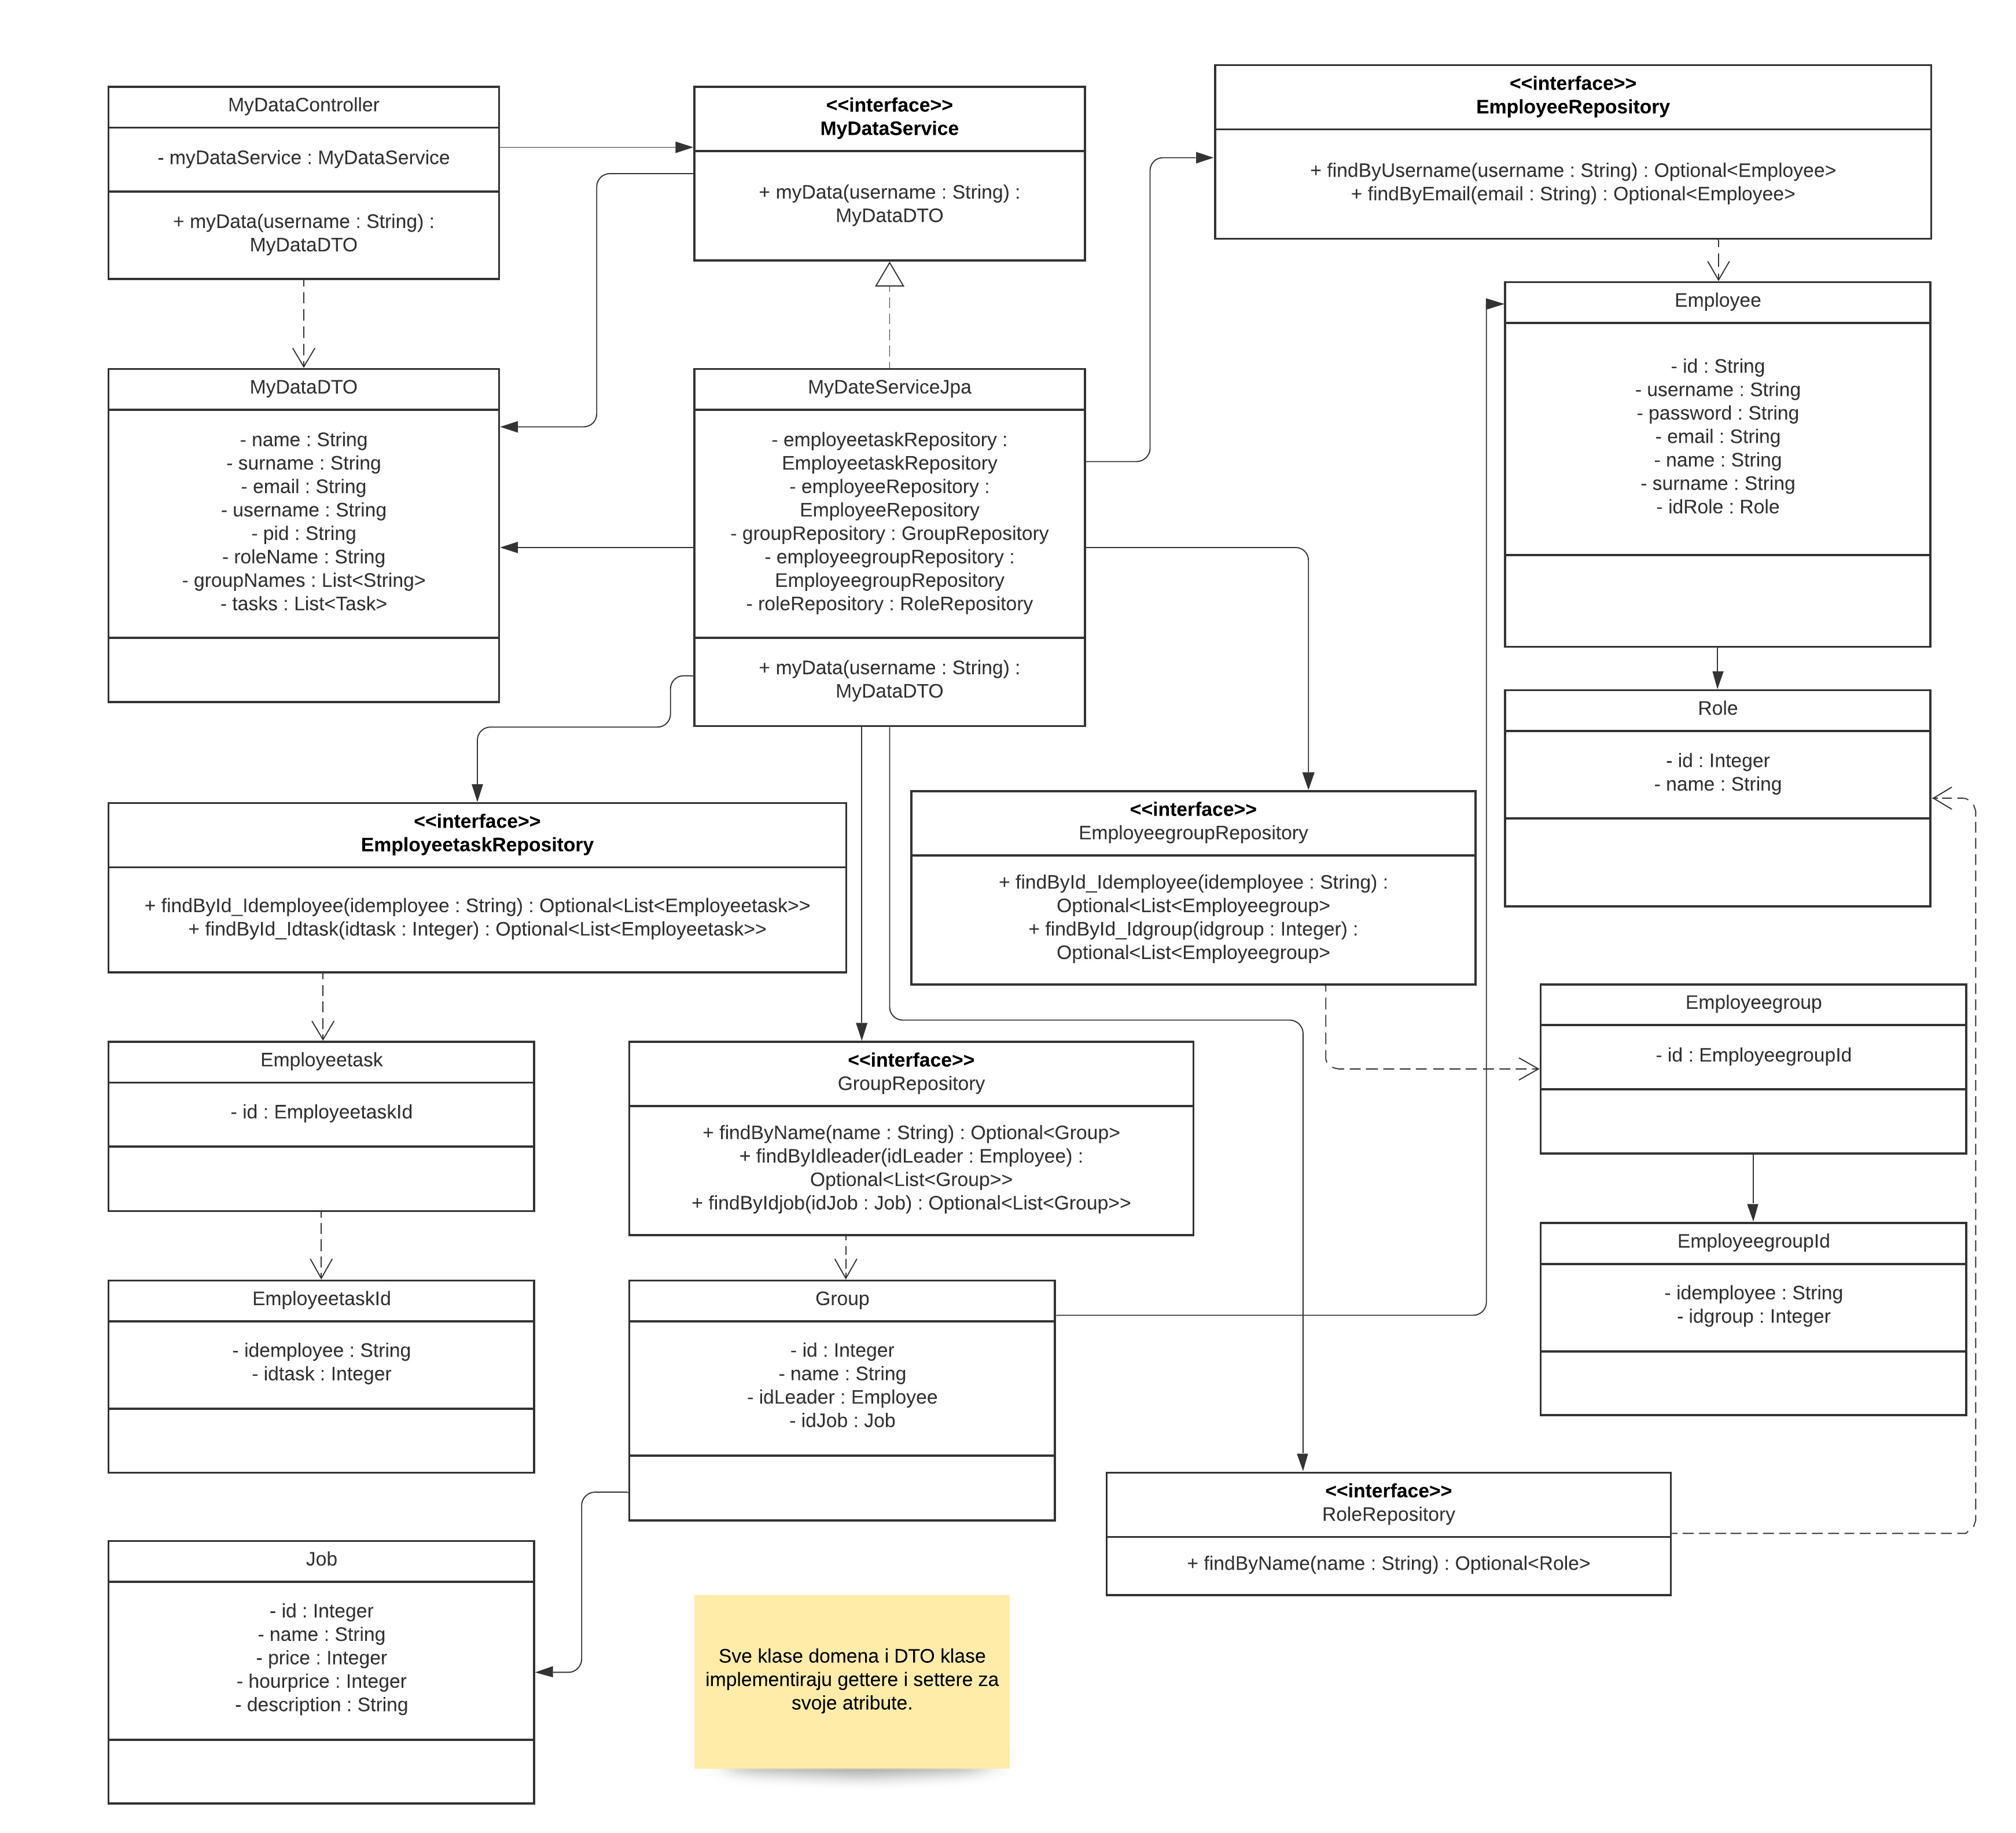 MyDataController
- myDataService : MyDataService
+ myData(username : String) :
MyDataDTO
<<interface>>
MyDataService
+ myData(username : String) :
MyDataDTO
<<interface>>
EmployeeRepository
+ findByUsername(username : String) : Optional<Employee>
+ findByEmail(email : String) : Optional<Employee>
MyDataDTO
- name : String
- surname : String
- email : String
- username : String
- pid : String
- roleName : String
- groupNames : List<String>
- tasks : List<Task>
MyDateServiceJpa
- employeetaskRepository :
EmployeetaskRepository
- employeeRepository :
EmployeeRepository
- groupRepository : GroupRepository
- employeegroupRepository :
EmployeegroupRepository
- roleRepository : RoleRepository
+ myData(username : String) :
MyDataDTO
Employee
- id : String
- username : String
- password : String
- email : String
- name : String
- surname : String
- idRole : Role
Role
- id : Integer
- name : String
<<interface>>
EmployeetaskRepository
+ findById_Idemployee(idemployee : String) : Optional<List<Employeetask>>
+ findById_Idtask(idtask : Integer) : Optional<List<Employeetask>>
<<interface>>
EmployeegroupRepository
+ findById_Idemployee(idemployee : String) :
Optional<List<Employeegroup>
+ findById_Idgroup(idgroup : Integer) :
Optional<List<Employeegroup>
Employeegroup
- id : EmployeegroupId
Employeetask
- id : EmployeetaskId
<<interface>>
GroupRepository
+ findByName(name : String) : Optional<Group>
+ findByIdleader(idLeader : Employee) :
Optional<List<Group>>
+ findByIdjob(idJob : Job) : Optional<List<Group>>
EmployeegroupId
- idemployee : String
- idgroup : Integer
EmployeetaskId
- idemployee : String
- idtask : Integer
Group
- id : Integer
- name : String
- idLeader : Employee
- idJob : Job
<<interface>>
RoleRepository
+ findByName(name : String) : Optional<Role>
Job
- id : Integer
- name : String
- price : Integer
- hourprice : Integer
- description : String
Sve klase domena i DTO klase
implementiraju gettere i settere za
svoje atribute.